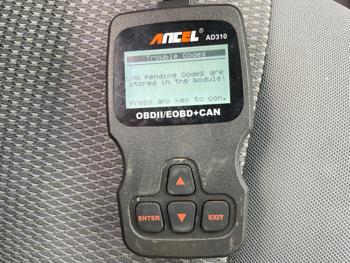 ANCEL AD310
Trouble Codes
No pending codes are
stored in the module!
Press any key to con.
OBDII/EOBD+CAN
ENTER
EXIT